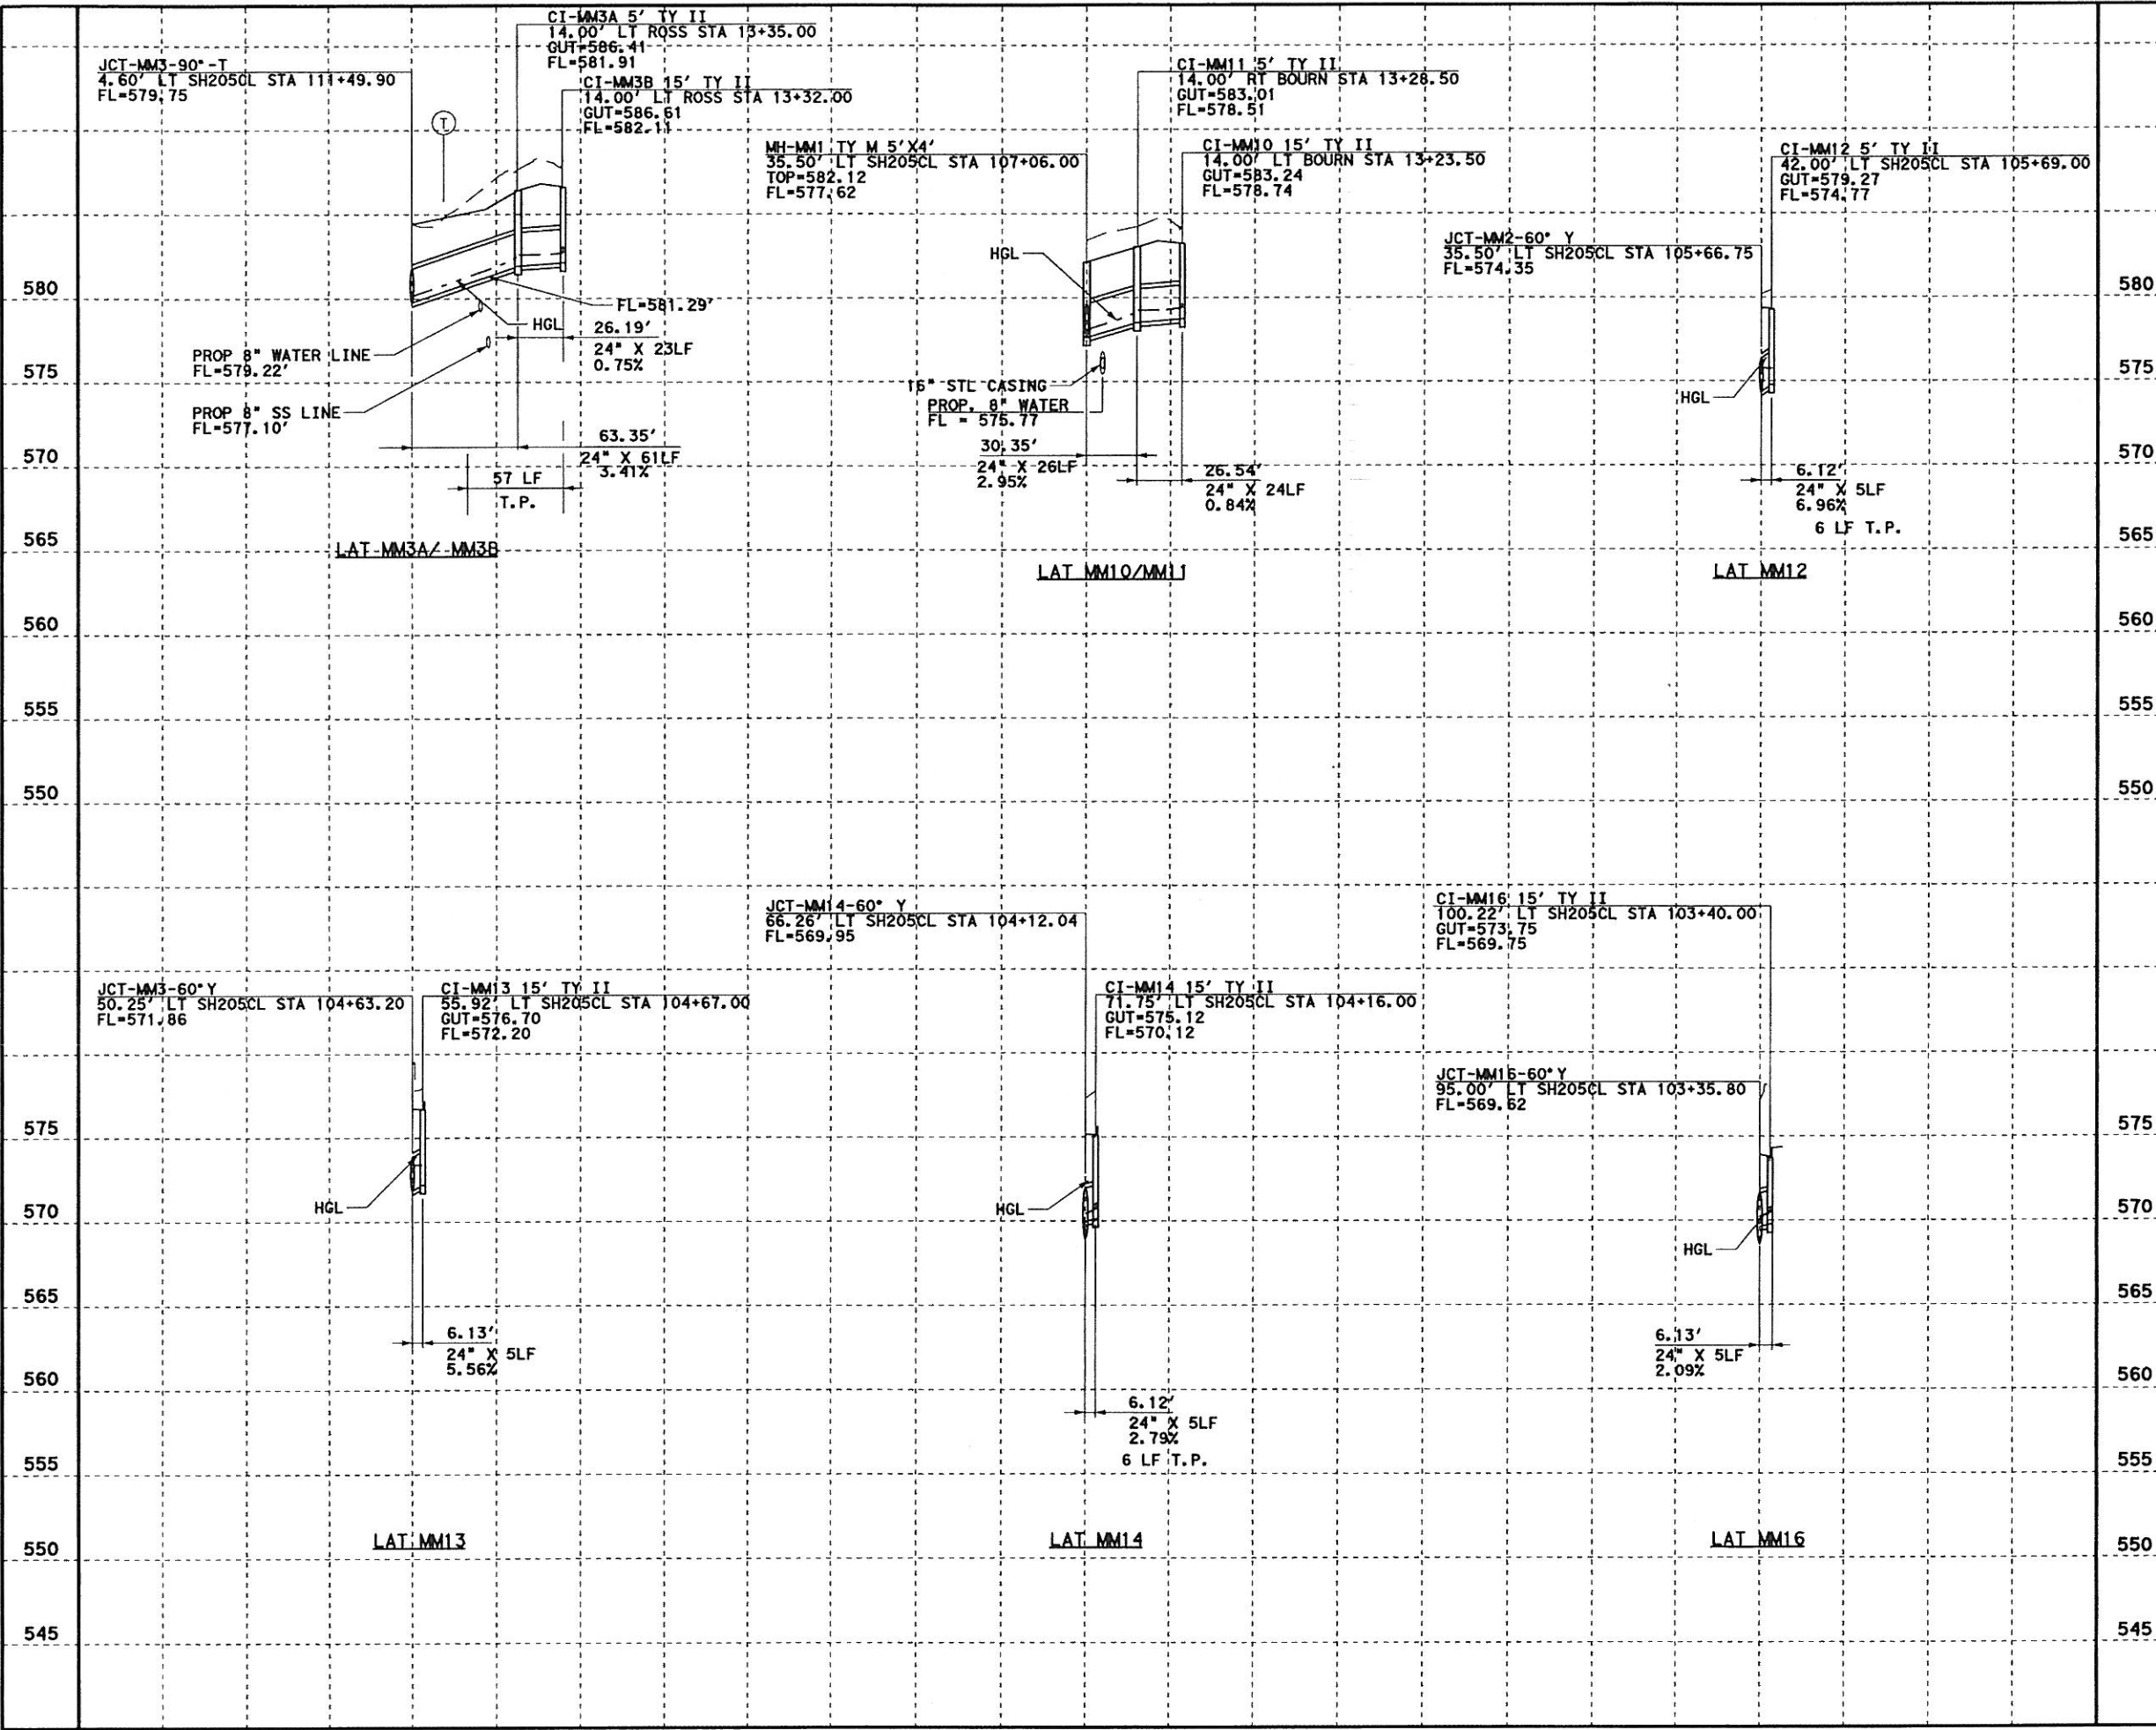 CI-MM3A 5' TY II
14.00' LT ROSS STA 13+35.00
GUT=586.41
FL=581.91
JCT-MM3-90°-T
4.60' LT SH205CL STA 111+49.90
FL=579.75
CI-MM3B 15' TY II
14.00' LT ROSS STA 13+32.00
GUT=586.61
FL=582.11
T
FL=581.29'
HGL
26.19'
24" X 23LF
0.75%
PROP 8" WATER LINE
FL=579.22'
PROP 8" SS LINE
FL=577.10'
63.35'
24" X 61LF
3.41%
57 LF
T.P.
LAT MM3A/ MM3B
CI-MM11 5' TY II
14.00' RT BOURN STA 13+28.50
GUT=583.01
FL=578.51
MH-MM1 TY M 5'X4'
35.50' LT SH205CL STA 107+06.00
TOP=582.12
FL=577.62
CI-MM10 15' TY II
14.00' LT BOURN STA 13+23.50
GUT=583.24
FL=578.74
HGL
16" STL CASING
PROP. 8" WATER
FL = 575.77
30.35'
24" X 26LF
2.95%
26.54'
24" X 24LF
0.84%
LAT MM10/MM11
CI-MM12 5' TY II
42.00' LT SH205CL STA 105+69.00
GUT=579.27
FL=574.77
JCT-MM2-60° Y
35.50' LT SH205CL STA 105+66.75
FL=574.35
HGL
6.12'
24" X 5LF
6.96%
6 LF T.P.
LAT MM12
580
575
570
565
560
555
550
580
575
570
565
560
555
550
JCT-MM3-60°Y
50.25' LT SH205CL STA 104+63.20
FL=571.86
CI-MM13 15' TY II
55.92' LT SH205CL STA 104+67.00
GUT=576.70
FL=572.20
HGL
6.13'
24" X 5LF
5.56%
LAT MM13
JCT-MM14-60° Y
66.26' LT SH205CL STA 104+12.04
FL=569.95
CI-MM14 15' TY II
71.75' LT SH205CL STA 104+16.00
GUT=575.12
FL=570.12
HGL
6.12'
24" X 5LF
2.79%
6 LF T.P.
LAT MM14
CI-MM16 15' TY II
100.22' LT SH205CL STA 103+40.00
GUT=573.75
FL=569.75
JCT-MM16-60°Y
95.00' LT SH205CL STA 103+35.80
FL=569.62
HGL
6.13'
24" X 5LF
2.09%
LAT MM16
575
570
565
560
555
550
545
575
570
565
560
555
550
545